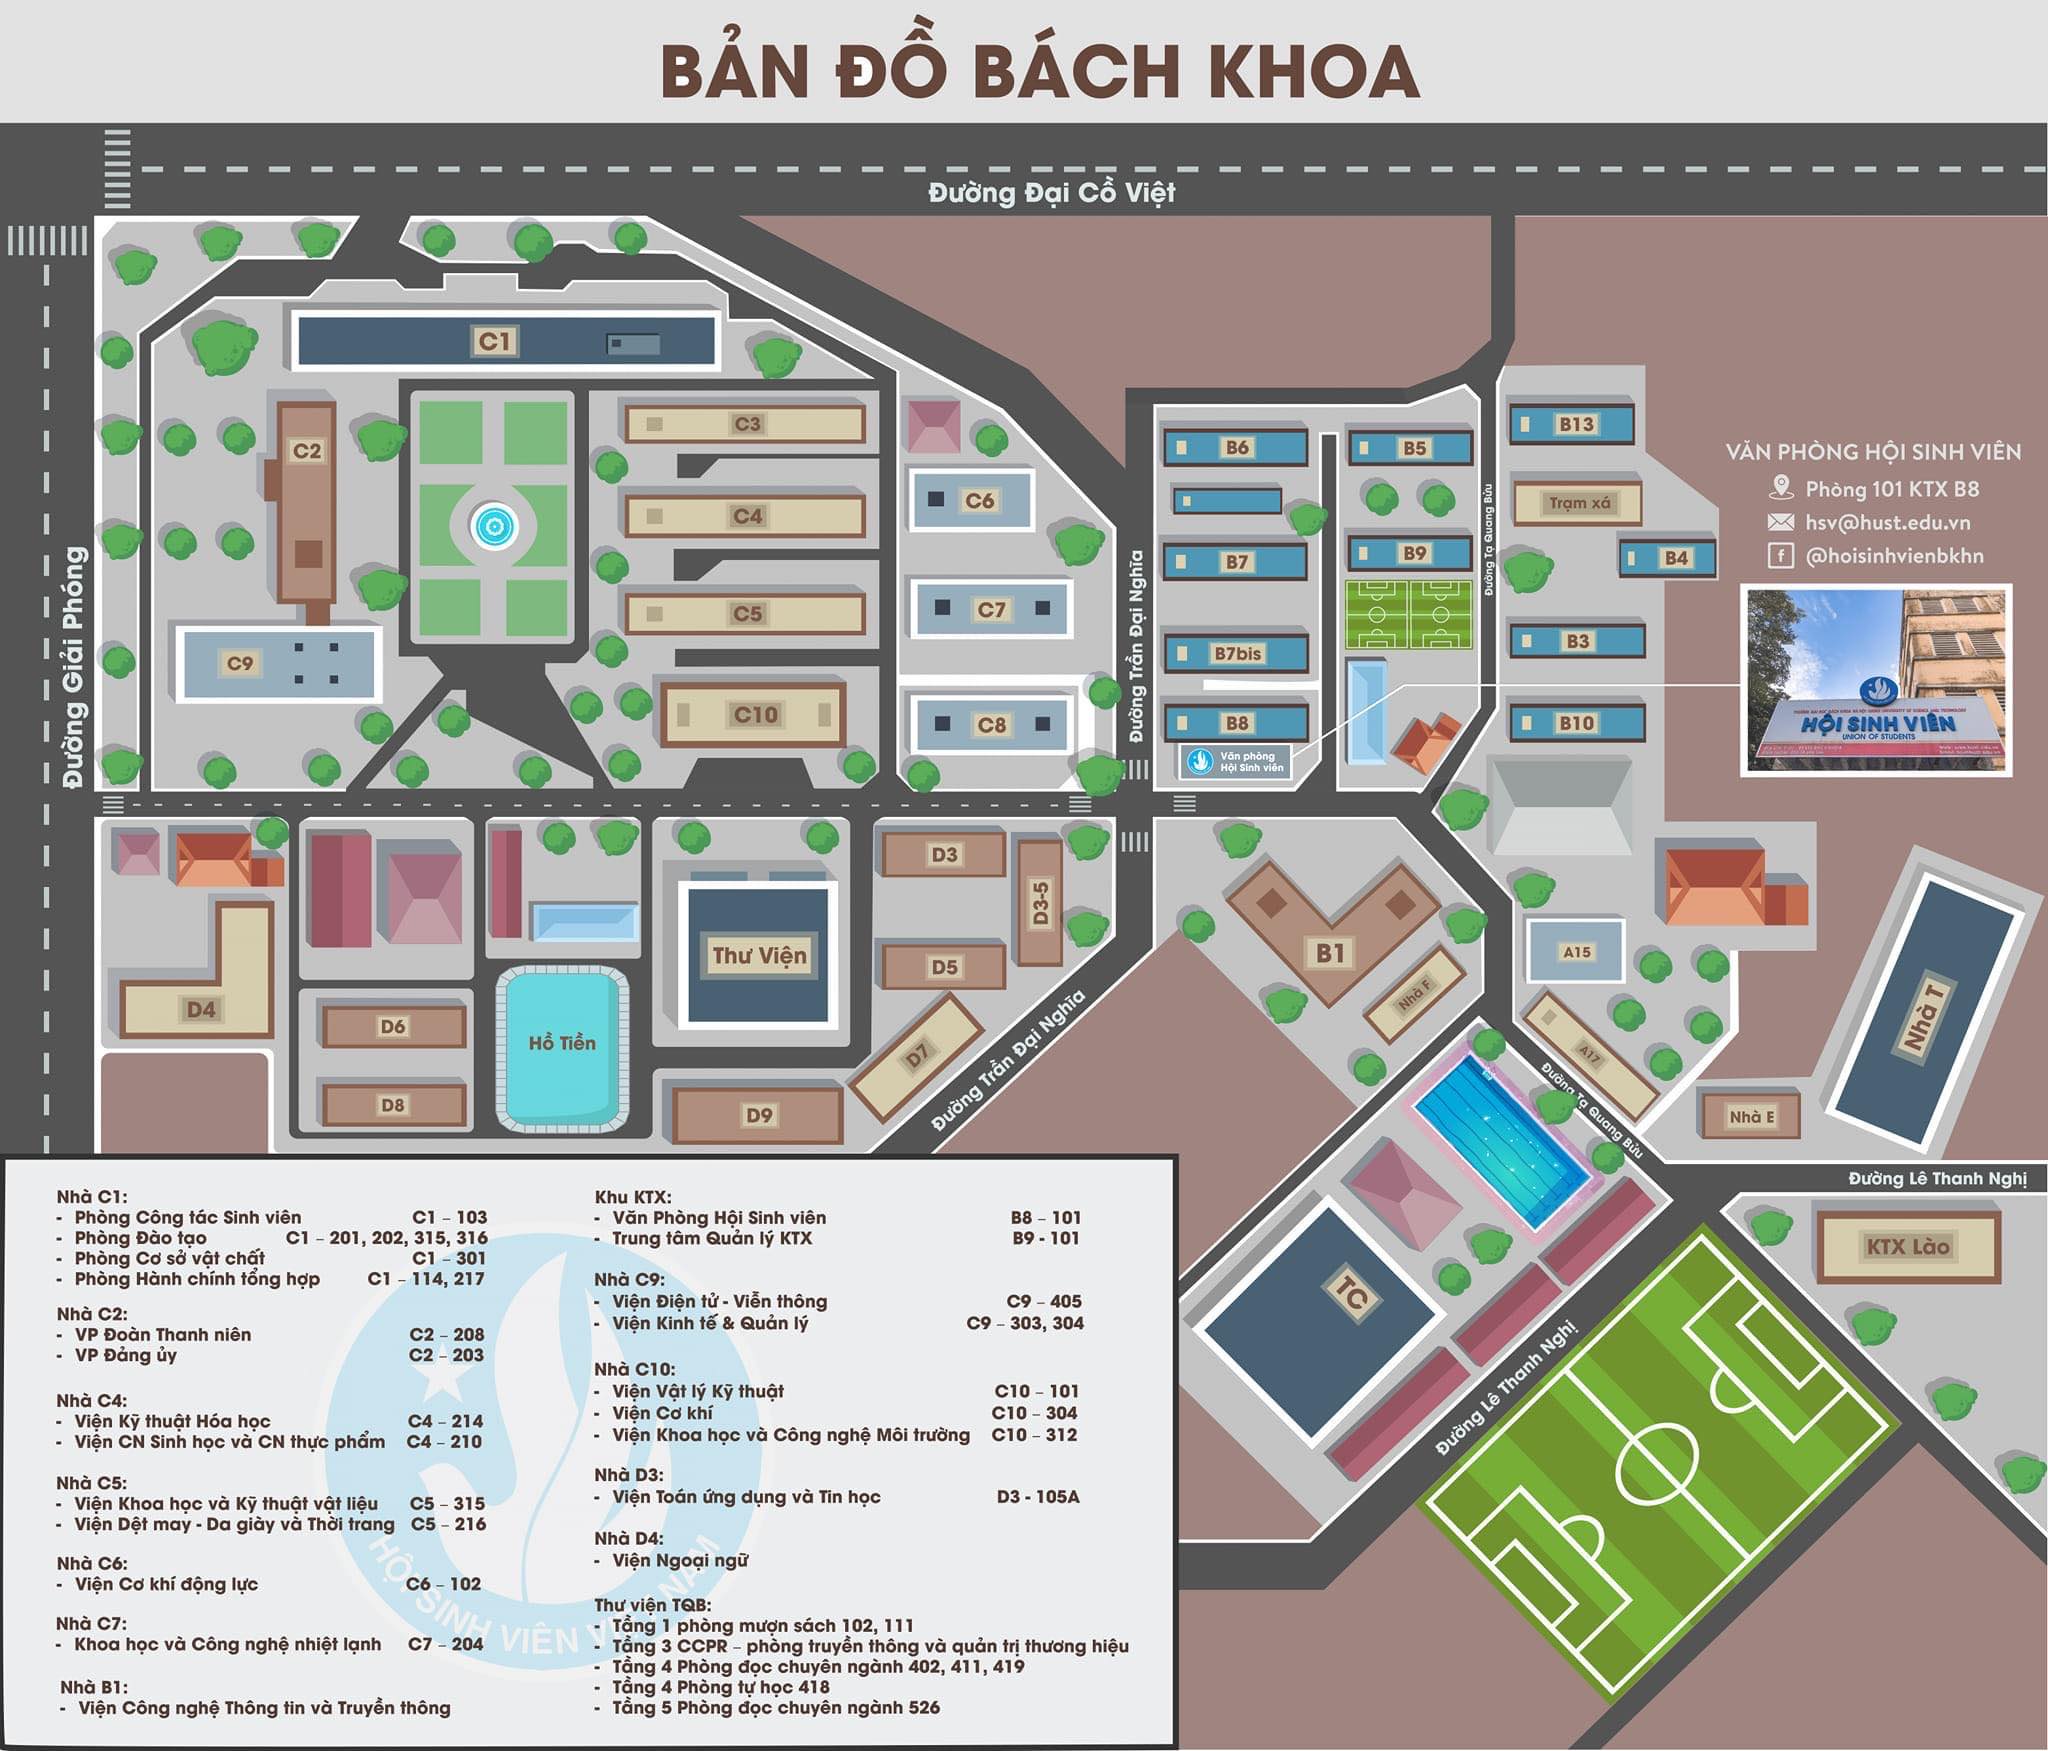 BẢN ĐỒ BÁCH KHOA
Đường Đại Cồ Việt
Đường Giải Phóng
C1
C2
C3
C4
C5
C6
C7
C8
C9
C10
Đường Trần Đại Nghĩa
B6
B5
B7
B9
B7bis
B8
Văn phòng
Hội Sinh viên
Đường Tạ Quang Bửu
B13
Trạm xá
B4
B3
B10
VĂN PHÒNG HỘI SINH VIÊN
Phòng 101 KTX B8
hsv@hust.edu.vn
f @hoisinhvienbkhn
HỘI SINH VIÊN
UNION OF STUDENTS
D3
D3-5
D5
Thư Viện
D4
D6
Hồ Tiền
D7
D8
D9
Đường Trần Đại Nghĩa
B1
Nhà F
A15
A17
Nhà T
Nhà E
Đường Tạ Quang Bửu
Đường Lê Thanh Nghị
KTX Lào
TC
Đường Lê Thanh Nghị
Nhà C1:
- Phòng Công tác Sinh viên C1 – 103
- Phòng Đào tạo C1 – 201, 202, 315, 316
- Phòng Cơ sở vật chất C1 – 301
- Phòng Hành chính tổng hợp C1 – 114, 217
Nhà C2:
- VP Đoàn Thanh niên C2 – 208
- VP Đảng ủy C2 – 203
Nhà C4:
- Viện Kỹ thuật Hóa học C4 – 214
- Viện CN Sinh học và CN thực phẩm C4 – 210
Nhà C5:
- Viện Khoa học và Kỹ thuật vật liệu C5 – 315
- Viện Dệt may - Da giày và Thời trang C5 – 216
Nhà C6:
- Viện Cơ khí động lực C6 – 102
Nhà C7:
- Khoa học và Công nghệ nhiệt lạnh C7 – 204
Nhà B1:
- Viện Công nghệ Thông tin và Truyền thông
Khu KTX:
- Văn Phòng Hội Sinh viên B8 – 101
- Trung tâm Quản lý KTX B9 - 101
Nhà C9:
- Viện Điện tử - Viễn thông C9 – 405
- Viện Kinh tế & Quản lý C9 – 303, 304
Nhà C10:
- Viện Vật lý Kỹ thuật C10 – 101
- Viện Cơ khí C10 – 304
- Viện Khoa học và Công nghệ Môi trường C10 – 312
Nhà D3:
- Viện Toán ứng dụng và Tin học D3 - 105A
Nhà D4:
- Viện Ngoại ngữ
Thư viện TQB:
- Tầng 1 phòng mượn sách 102, 111
- Tầng 3 CCPR – phòng truyền thông và quản trị thương hiệu
- Tầng 4 Phòng đọc chuyên ngành 402, 411, 419
- Tầng 4 Phòng tự học 418
- Tầng 5 Phòng đọc chuyên ngành 526
HỘI SINH VIÊN VIỆT NAM